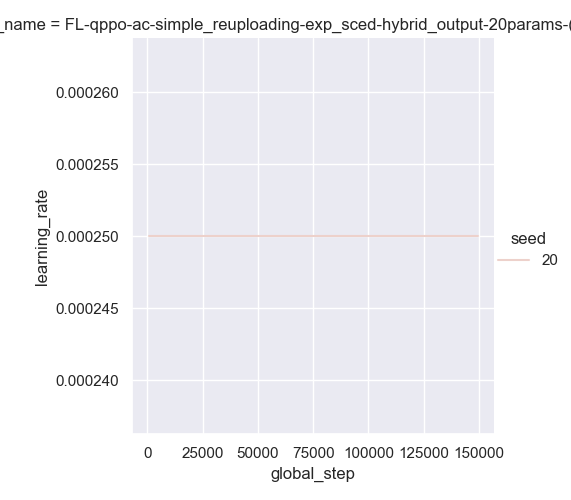 _name = FL-qppo-ac-simple_reuploading-exp_sced-hybrid_output-20params-(
0.000260
0.000255
0.000250
0.000245
0.000240
learning_rate
0 25000 50000 75000 100000 125000 150000
global_step
seed
20